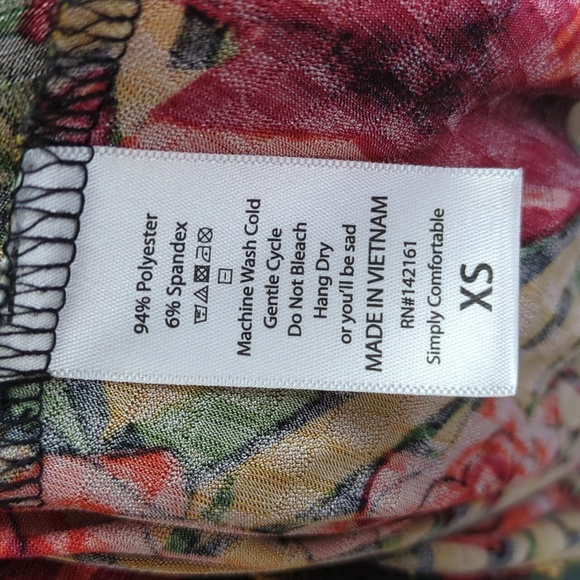 94% Polyester
6% Spandex
Machine Wash Cold
Gentle Cycle
Do Not Bleach
Hang Dry
or you'll be sad
MADE IN VIETNAM
RN#142161
Simply Comfortable
XS